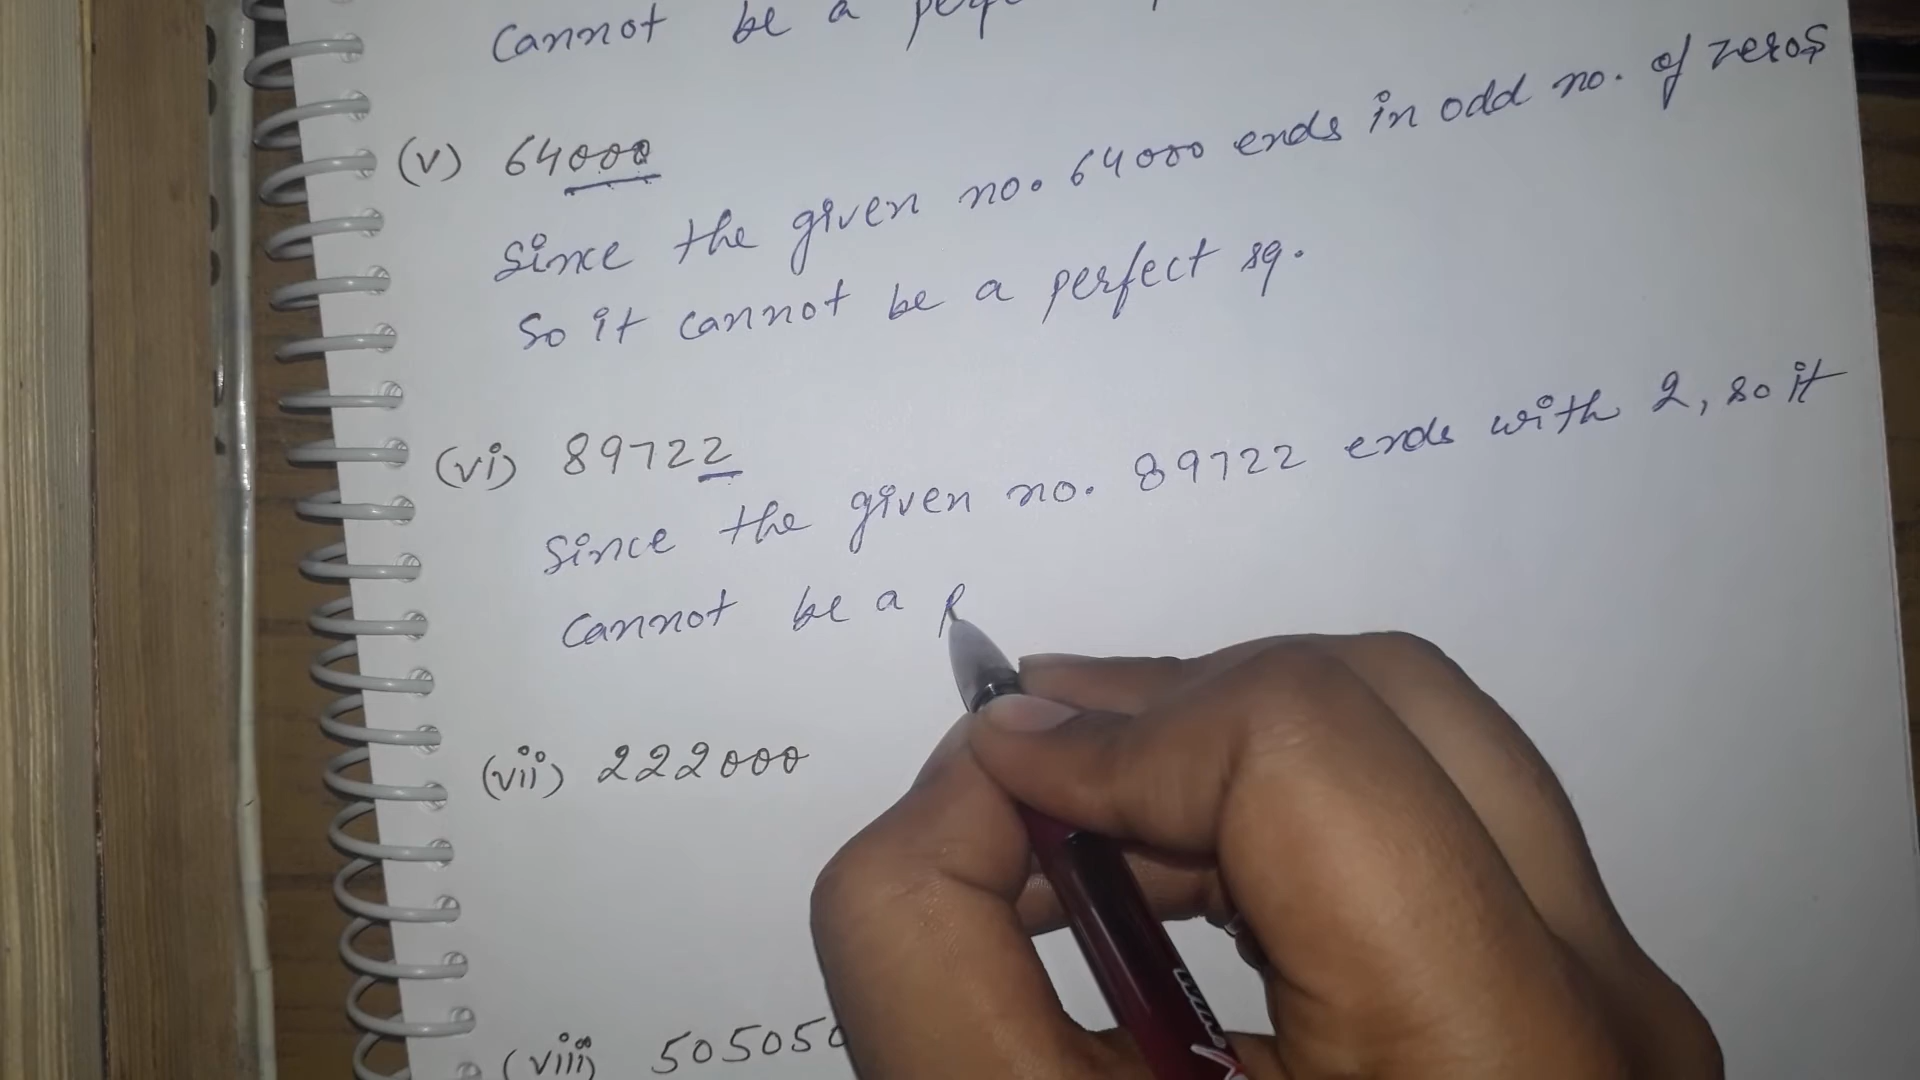 cannot be a
(v) 64000
Since the given no. 64000 ends in odd no. of zeros
So it cannot be a perfect sq.
(vi) 89722
Since the given no. 89722 ends with 2, so it
cannot be a p
(vii) 222000
(viii) 505050